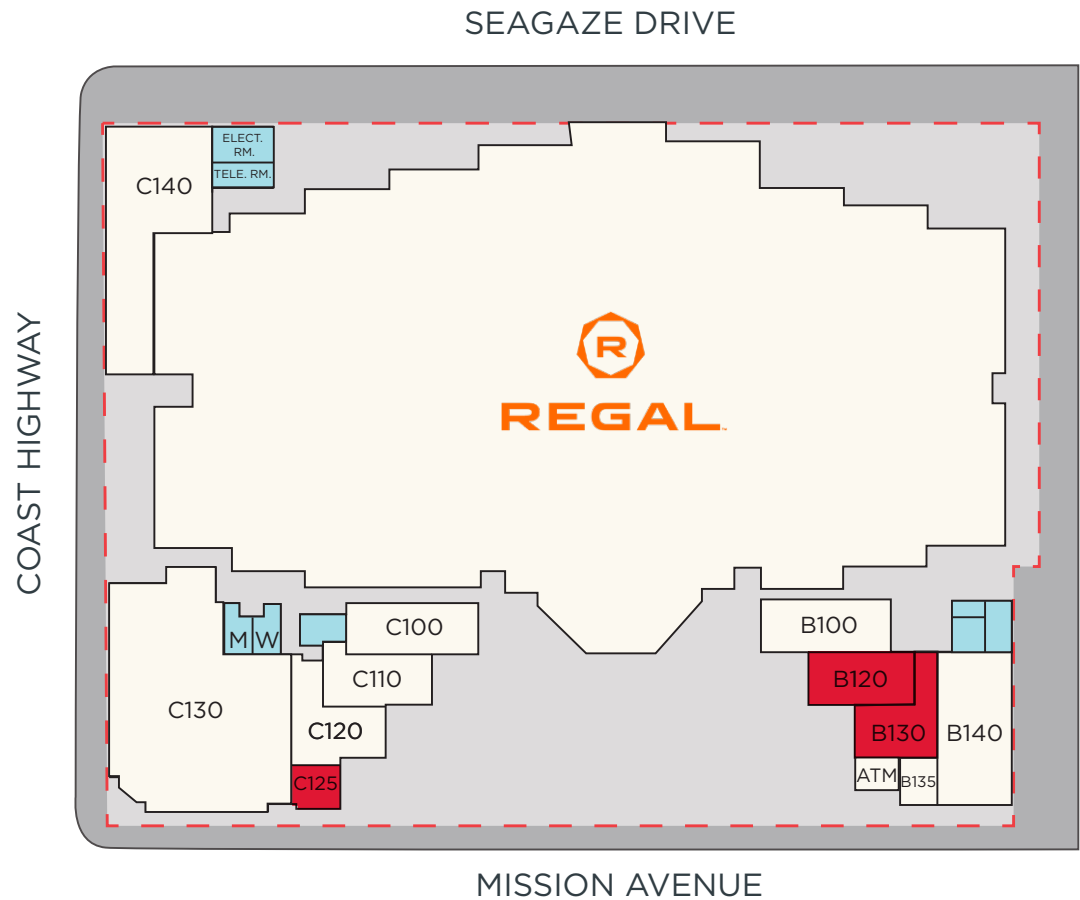 SEAGAZE DRIVE
ELECT.
RM.
TELE. RM.
C140
COAST HIGHWAY
R
REGAL
M W
C100
B100
C110
B120
C130
C120
B130
B140
C125
ATM
B135
MISSION AVENUE